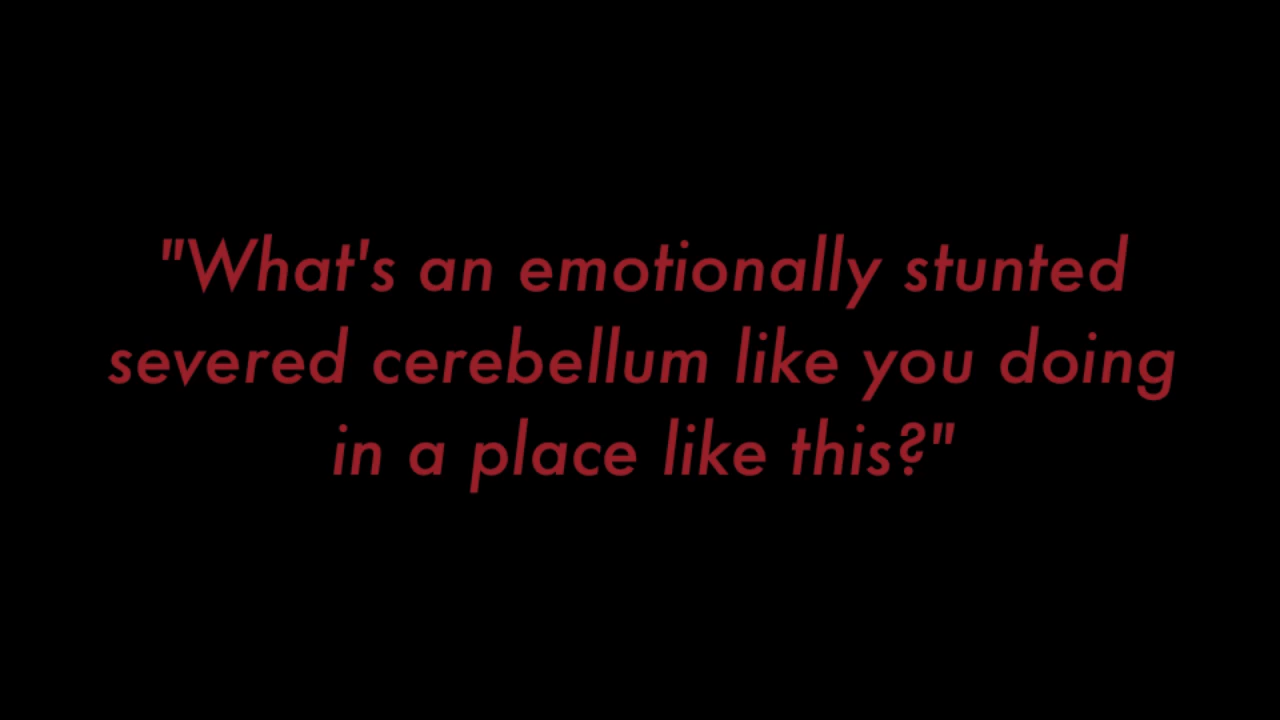 "What's an emotionally stunted
severed cerebellum like you doing
in a place like this?"